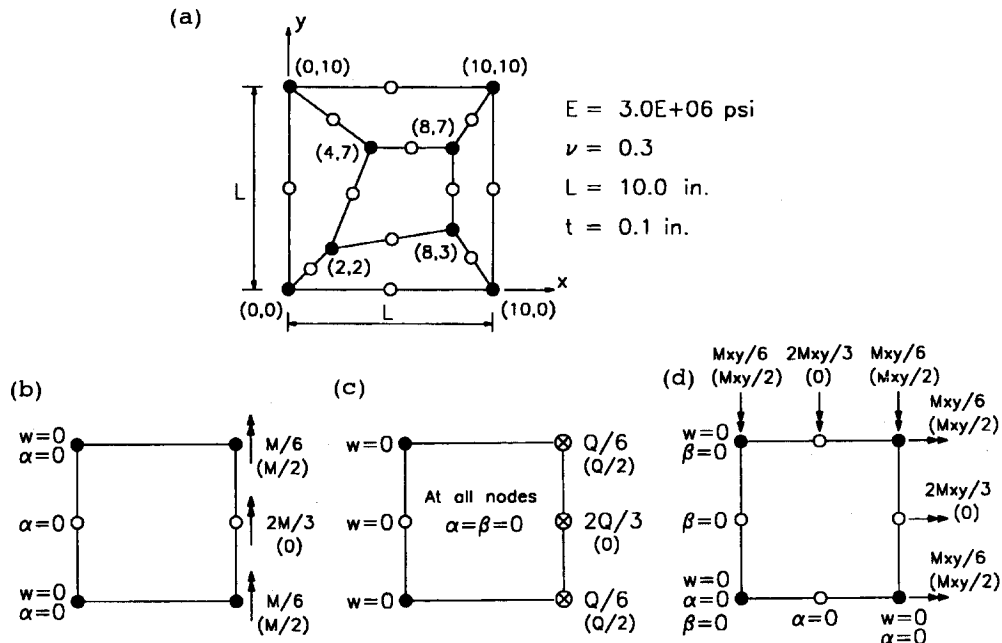 (a)
y
(0,10)
(10,10)
(8,7)
(4,7)
L
(2,2)
(8,3)
x
(0,0)
L
(10,0)
E = 3.0E+06 psi
ν = 0.3
L = 10.0 in.
t = 0.1 in.
(b)
w=0
α=0
M/6
(M/2)
α=0
2M/3
(0)
w=0
α=0
M/6
(M/2)
(c)
w=0
Q/6
(Q/2)
At all nodes
α=β=0
w=0
2Q/3
(0)
w=0
Q/6
(Q/2)
(d)
Mxy/6
(Mxy/2)
2Mxy/3
(0)
Mxy/6
(Mxy/2)
Mxy/6
(Mxy/2)
w=0
β=0
β=0
2Mxy/3
(0)
w=0
α=0
β=0
Mxy/6
(Mxy/2)
α=0
w=0
α=0